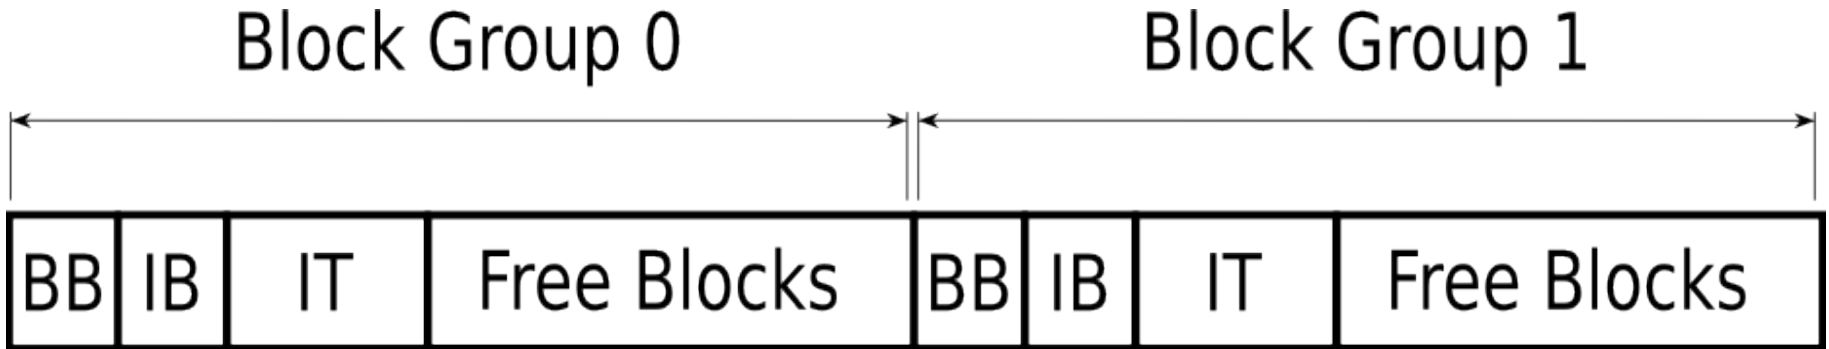 Block Group 0 Block Group 1
BB IB IT Free Blocks BB IB IT Free Blocks